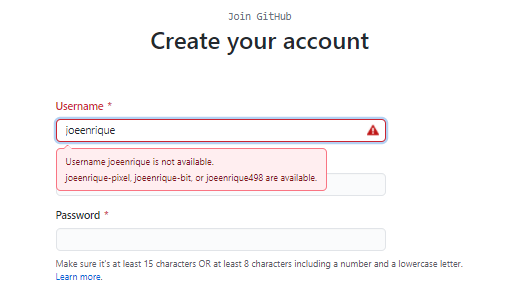 Join GitHub
Create your account
Username *
joeenrique
Username joeenrique is not available.
joeenrique-pixel, joeenrique-bit, or joeenrique498 are available.
Password *
Make sure it's at least 15 characters OR at least 8 characters including a number and a lowercase letter.
Learn more.